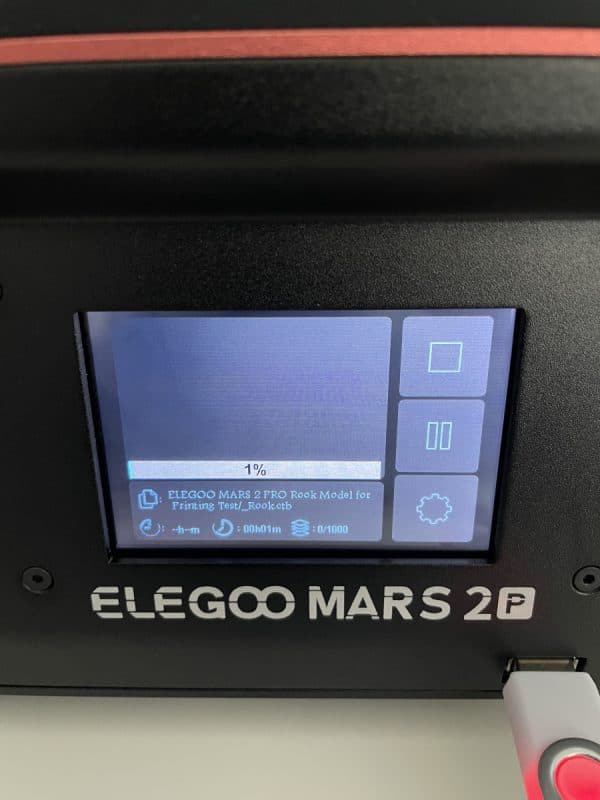 1%
: ELEGOO MARS 2 PRO Rook Model for
Printing Test/_Rook.ctb
: --h--m : 00h01m : 0/1000
ELEGOO MARS 2P